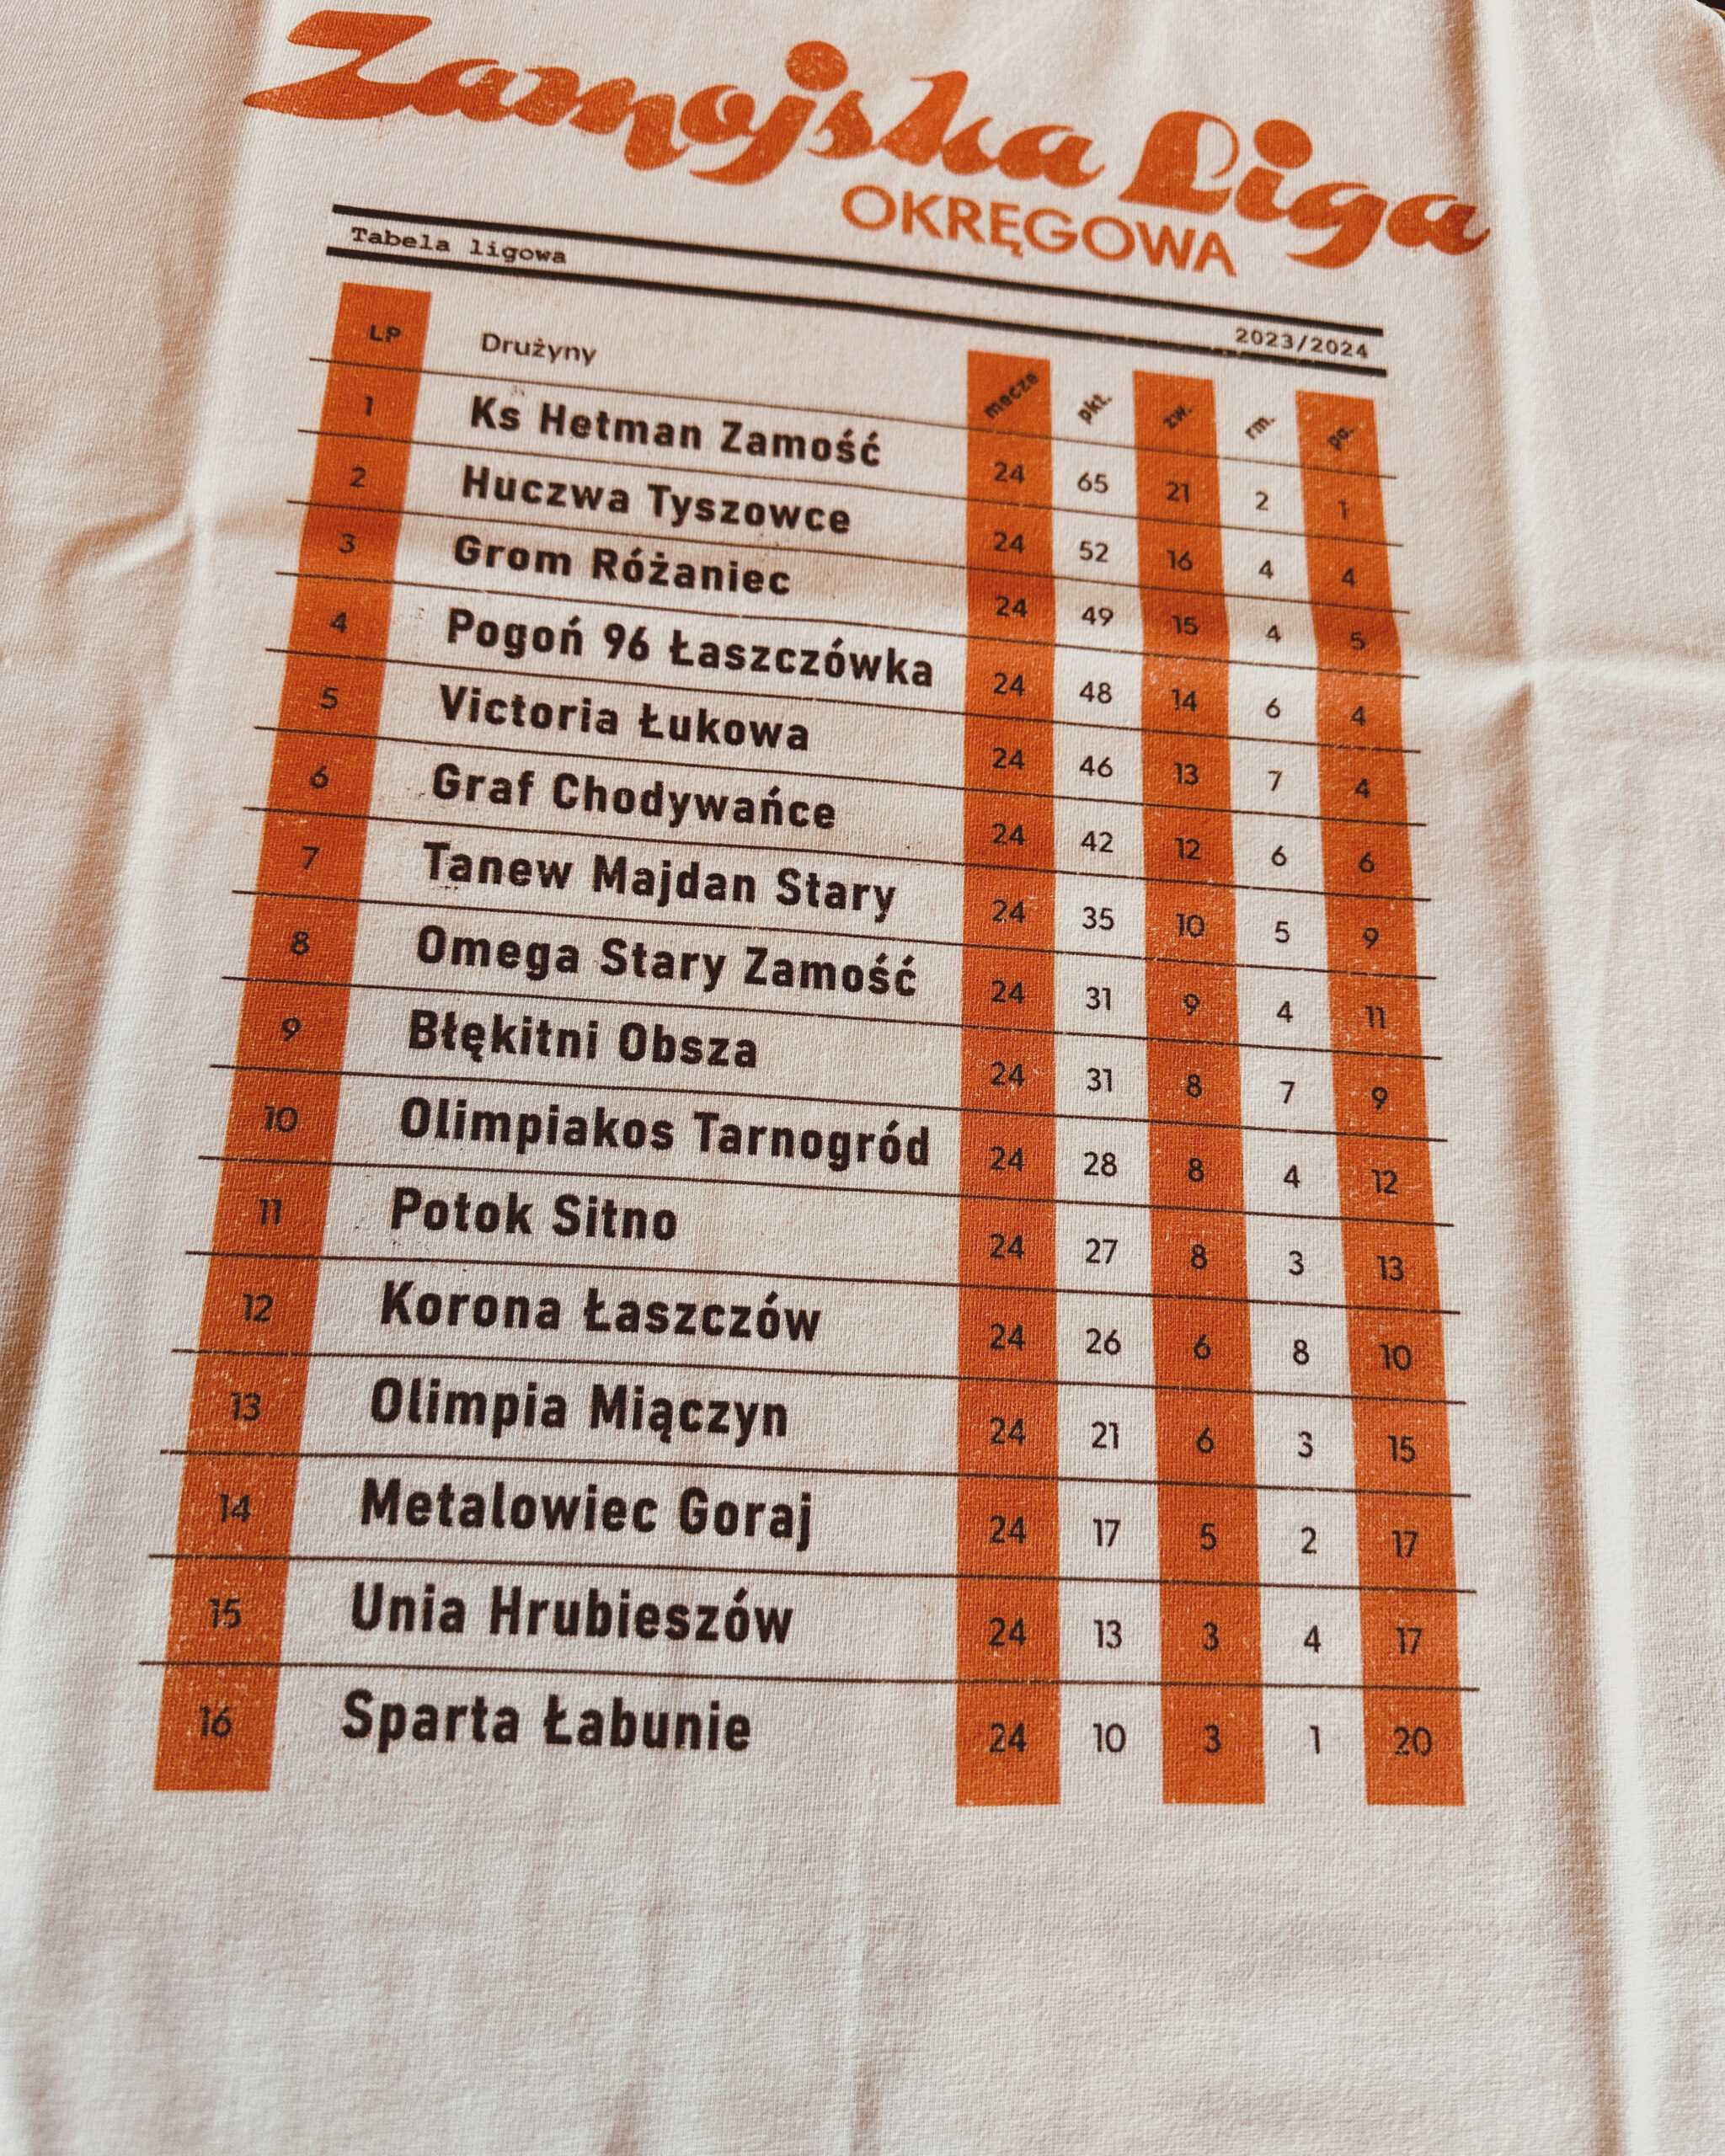 Zamojska Liga
OKRĘGOWA
Tabela ligowa
2023/2024
LP Drużyny mecze pkt. zw. rm. po.
1 Ks Hetman Zamość 24 65 21 2 1
2 Huczwa Tyszowce 24 52 16 4 4
3 Grom Różaniec 24 49 15 4 5
4 Pogoń 96 Łaszczówka 24 48 14 6 4
5 Victoria Łukowa 24 46 13 7 4
6 Graf Chodywańce 24 42 12 6 6
7 Tanew Majdan Stary 24 35 10 5 9
8 Omega Stary Zamość 24 31 9 4 11
9 Błękitni Obsza 24 31 8 7 9
10 Olimpiakos Tarnogród 24 28 8 4 12
11 Potok Sitno 24 27 8 3 13
12 Korona Łaszczów 24 26 6 8 10
13 Olimpia Miączyn 24 21 6 3 15
14 Metalowiec Goraj 24 17 5 2 17
15 Unia Hrubieszów 24 13 3 4 17
16 Sparta Łabunie 24 10 3 1 20